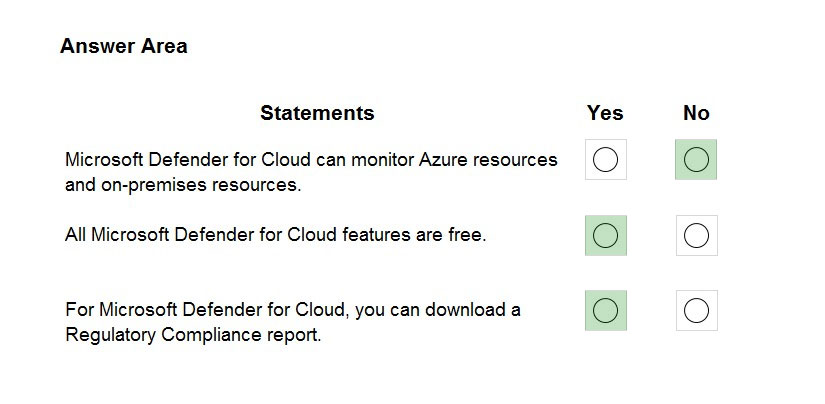 Answer Area
Statements Yes No
Microsoft Defender for Cloud can monitor Azure resources
and on-premises resources.
All Microsoft Defender for Cloud features are free.
For Microsoft Defender for Cloud, you can download a
Regulatory Compliance report.